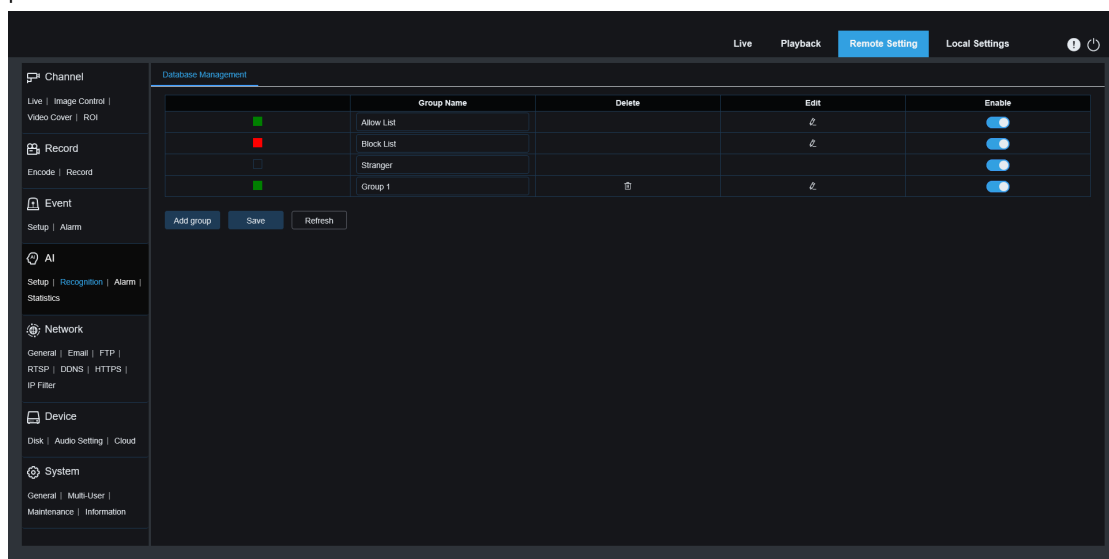 Live Playback Remote Setting Local Settings
Channel
Live | Image Control |
Video Cover | ROI
Record
Encode | Record
Event
Setup | Alarm
AI
Setup | Recognition | Alarm |
Statistics
Network
General | Email | FTP |
RTSP | DDNS | HTTPS |
IP Filter
Device
Disk | Audio Setting | Cloud
System
General | Multi-User |
Maintenance | Information
Database Management
Group Name Delete Edit Enable
Allow List
Block List
Stranger
Group 1
Add group Save Refresh